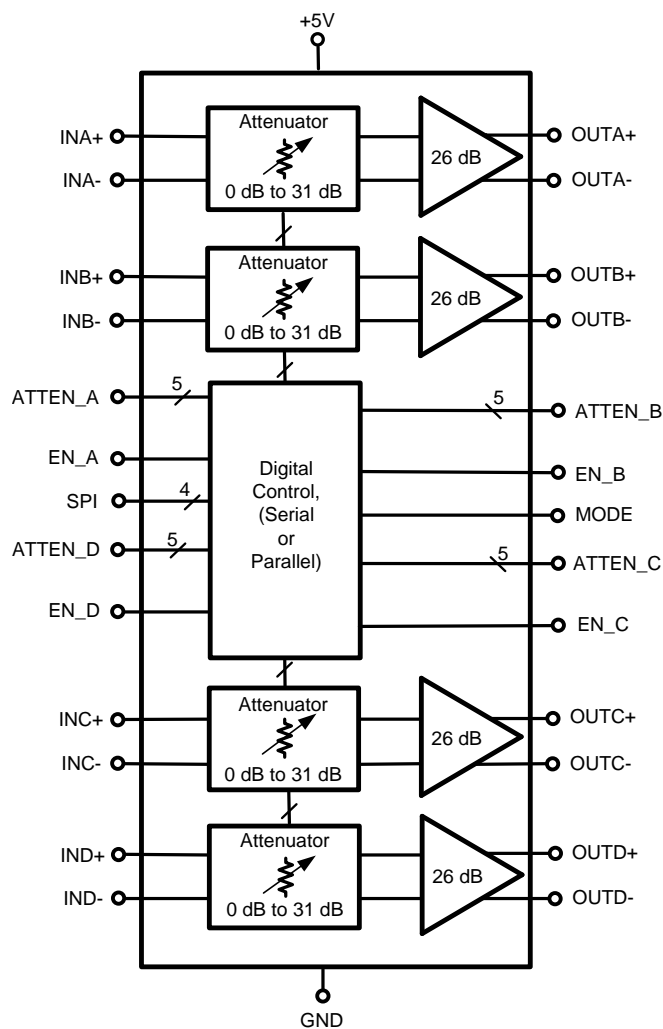 +5V
INA+
INA-
Attenuator
0 dB to 31 dB
26 dB
OUTA+
OUTA-
INB+
INB-
Attenuator
0 dB to 31 dB
26 dB
OUTB+
OUTB-
ATTEN_A
5
EN_A
SPI
4
ATTEN_D
5
EN_D
Digital
Control,
(Serial
or
Parallel)
5
ATTEN_B
EN_B
MODE
5
ATTEN_C
EN_C
INC+
INC-
Attenuator
0 dB to 31 dB
26 dB
OUTC+
OUTC-
IND+
IND-
Attenuator
0 dB to 31 dB
26 dB
OUTD+
OUTD-
GND